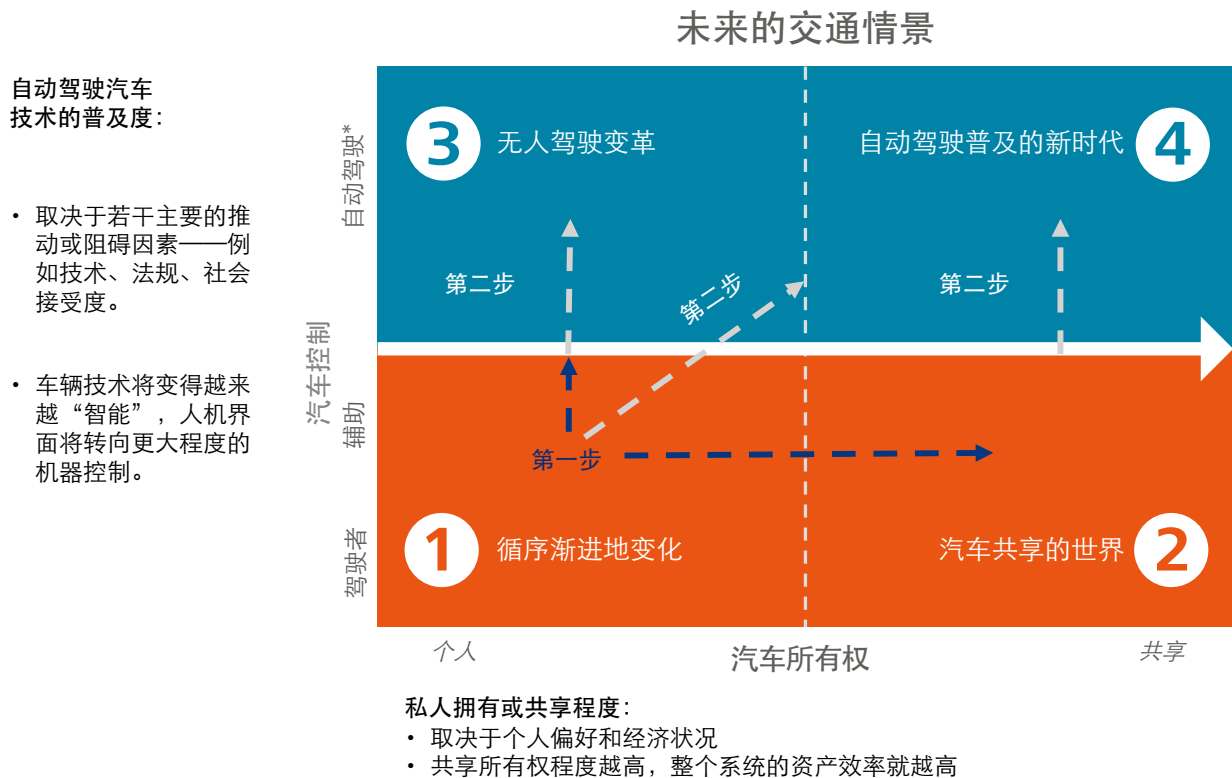 未来的交通情景
自动驾驶汽车
技术的普及度：
• 取决于若干主要的推
动或阻碍因素——例
如技术、法规、社会
接受度。
• 车辆技术将变得越来
越“智能”，人机界
面将转向更大程度的
机器控制。
汽车控制
自动驾驶*
辅助
驾驶者
3 无人驾驶变革
自动驾驶普及的新时代 4
第二步
第二步
第二步
第一步
1 循序渐进地变化
汽车共享的世界 2
个人
汽车所有权
共享
私人拥有或共享程度：
• 取决于个人偏好和经济状况
• 共享所有权程度越高，整个系统的资产效率就越高